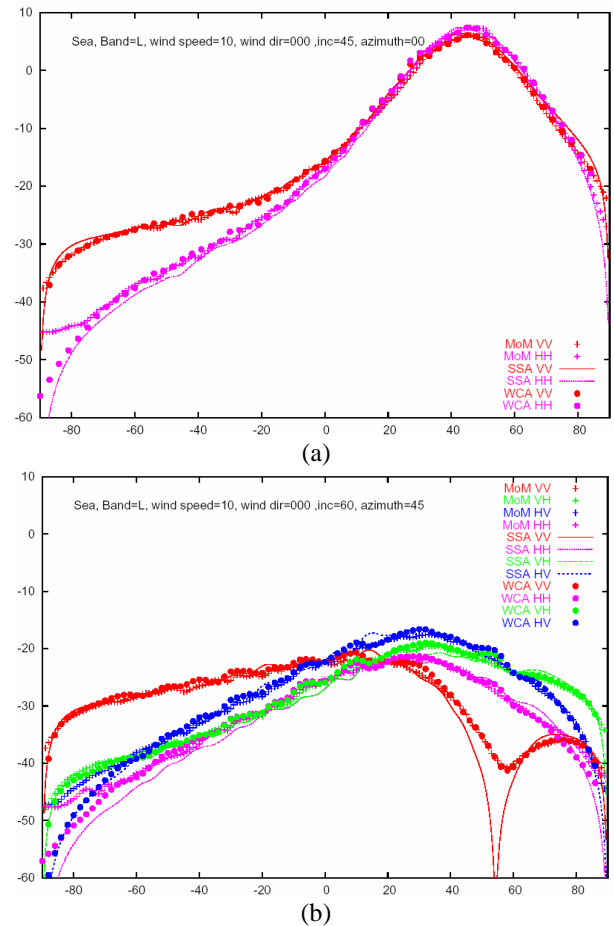 10
0
-10
-20
-30
-40
-50
-60
Sea, Band=L, wind speed=10, wind dir=000 ,inc=45, azimuth=00
MoM VV
MoM HH
SSA VV
SSA HH
WCA VV
WCA HH
-80 -60 -40 -20 0 20 40 60 80
(a)
10
0
-10
-20
-30
-40
-50
-60
Sea, Band=L, wind speed=10, wind dir=000, inc=60, azimuth=45
MoM VV
MoM VH
MoM HV
MoM HH
SSA VV
SSA HH
SSA VH
SSA HV
WCA VV
WCA HH
WCA VH
WCA HV
-80 -60 -40 -20 0 20 40 60 80
(b)